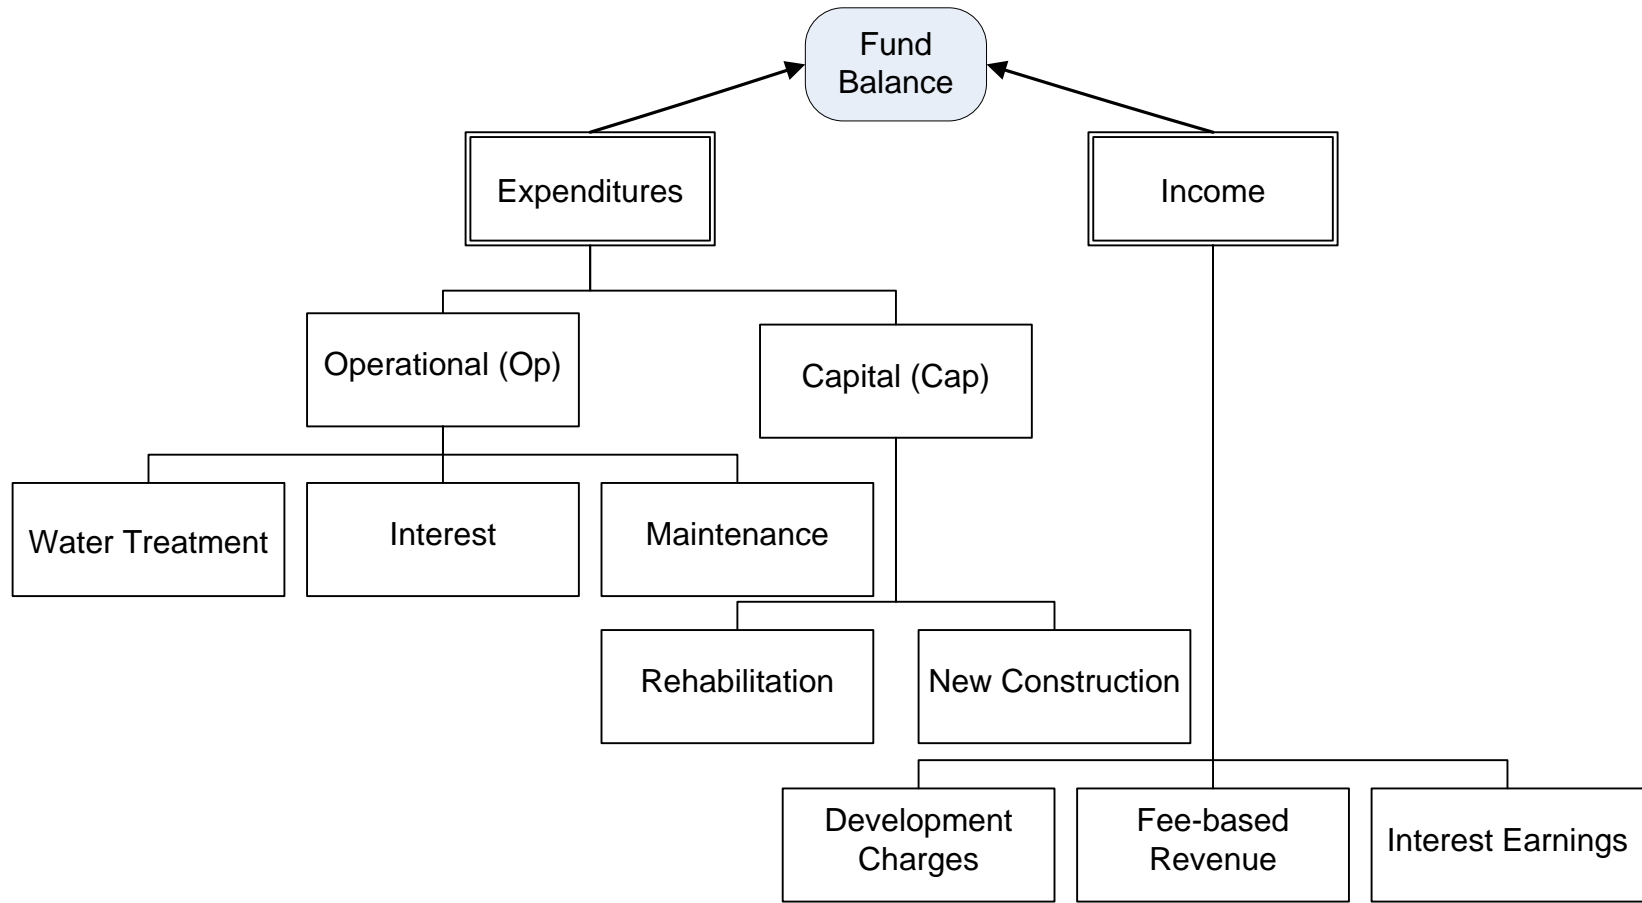 Fund
Balance
Expenditures
Income
Operational (Op)
Capital (Cap)
Water Treatment
Interest
Maintenance
Rehabilitation
New Construction
Development
Charges
Fee-based
Revenue
Interest Earnings